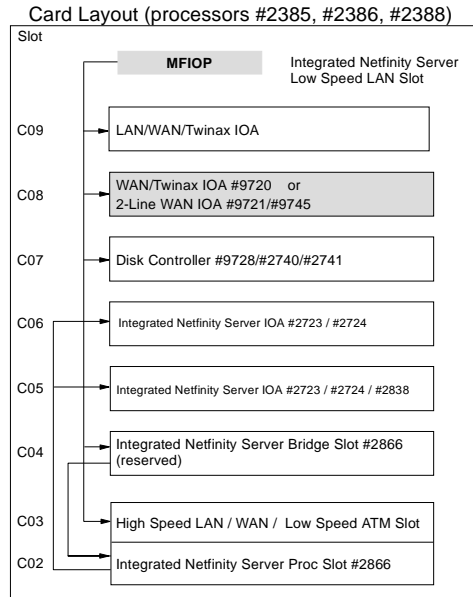 Card Layout (processors #2385, #2386, #2388)
Slot
MFIOP
Integrated Netfinity Server
Low Speed LAN Slot
C09
LAN/WAN/Twinax IOA
C08
WAN/Twinax IOA #9720 or
2-Line WAN IOA #9721/#9745
C07
Disk Controller #9728/#2740/#2741
C06
Integrated Netfinity Server IOA #2723 / #2724
C05
Integrated Netfinity Server IOA #2723 / #2724 / #2838
C04
Integrated Netfinity Server Bridge Slot #2866
(reserved)
C03
High Speed LAN / WAN / Low Speed ATM Slot
C02
Integrated Netfinity Server Proc Slot #2866